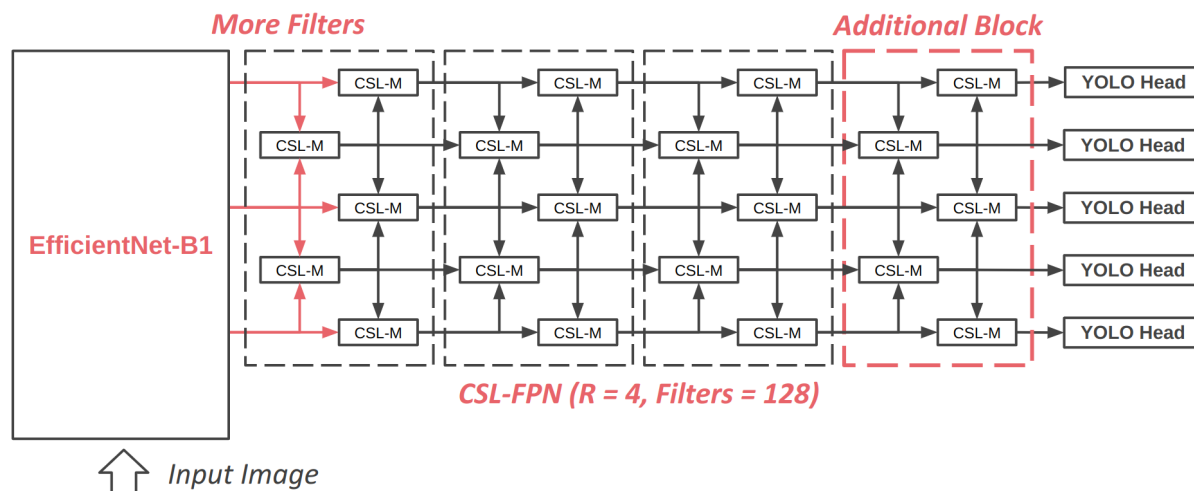 More Filters
Additional Block
CSL-M CSL-M CSL-M CSL-M YOLO Head
CSL-M CSL-M CSL-M CSL-M YOLO Head
CSL-M CSL-M CSL-M CSL-M YOLO Head
EfficientNet-B1
CSL-M CSL-M CSL-M CSL-M YOLO Head
CSL-M CSL-M CSL-M CSL-M YOLO Head
CSL-FPN (R = 4, Filters = 128)
Input Image